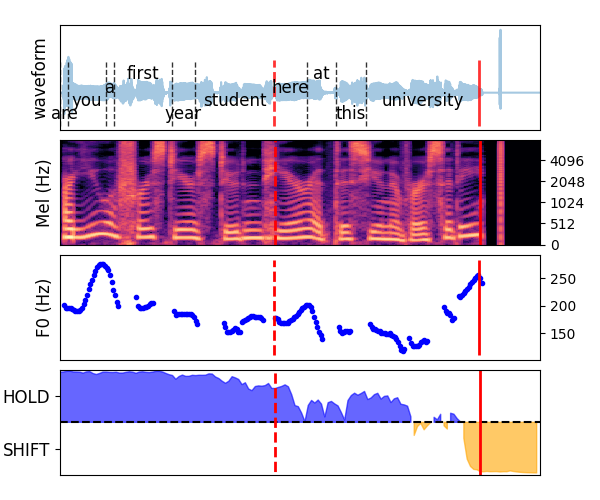 waveform
are you a first year student here at this university
Mel (Hz)
4096
2048
1024
512
0
F0 (Hz)
250
200
150
HOLD
SHIFT